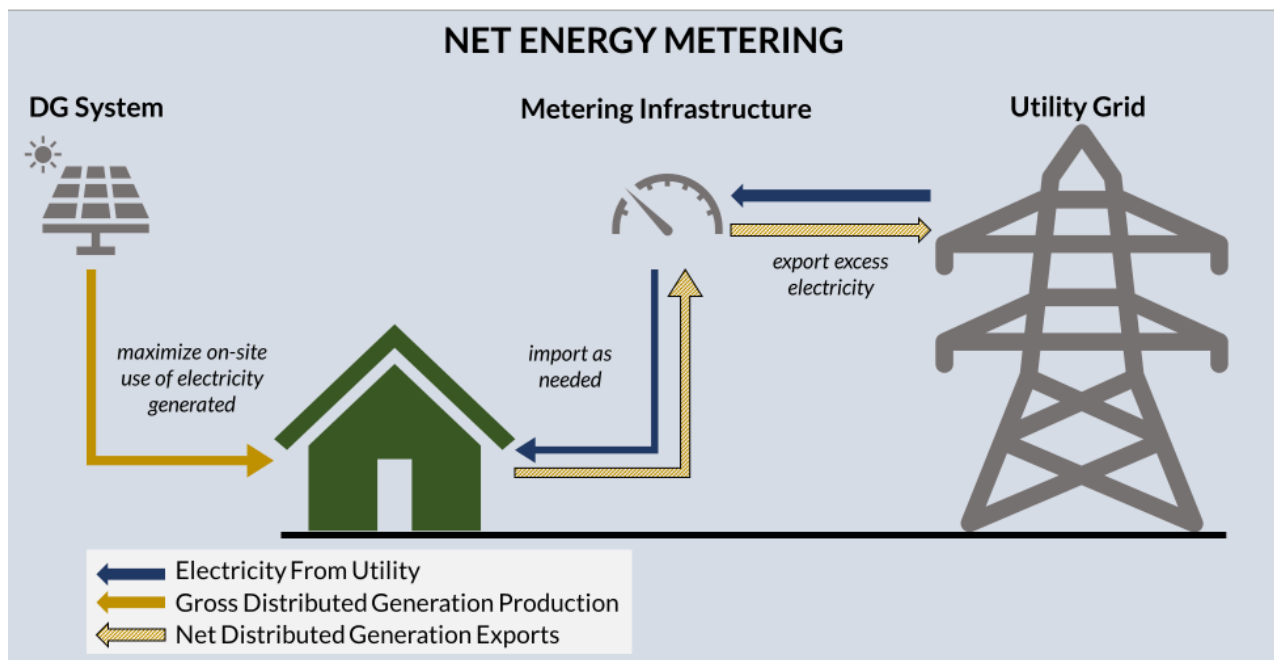 NET ENERGY METERING
DG System
Metering Infrastructure
Utility Grid
export excess
electricity
maximize on-site
use of electricity
generated
import as
needed
Electricity From Utility
Gross Distributed Generation Production
Net Distributed Generation Exports